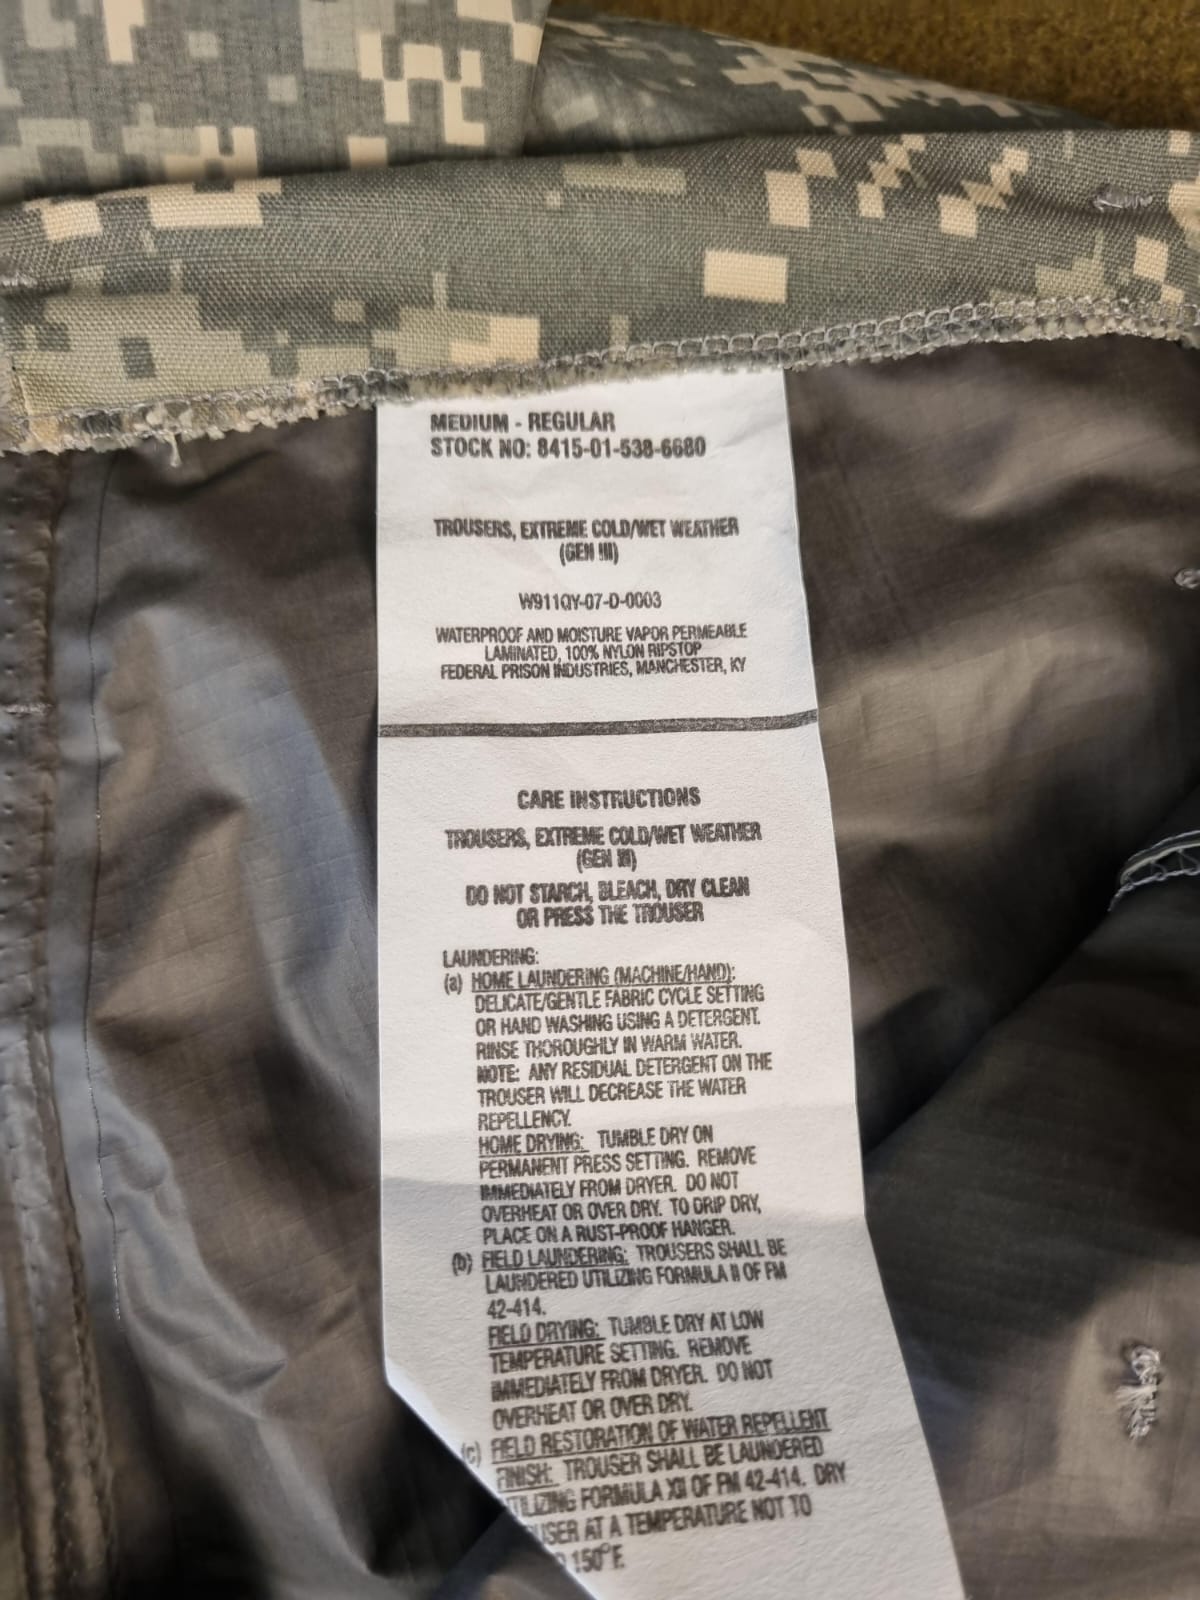 MEDIUM - REGULAR
STOCK NO: 8415-01-538-6680
TROUSERS, EXTREME COLD/WET WEATHER
(GEN III)
W911QY-07-D-0003
WATERPROOF AND MOISTURE VAPOR PERMEABLE
LAMINATED, 100% NYLON RIPSTOP
FEDERAL PRISON INDUSTRIES, MANCHESTER, KY
CARE INSTRUCTIONS
TROUSERS, EXTREME COLD/WET WEATHER
(GEN III)
DO NOT STARCH, BLEACH, DRY CLEAN
OR PRESS THE TROUSER
LAUNDERING:
(a) HOME LAUNDERING (MACHINE/HAND):
DELICATE/GENTLE FABRIC CYCLE SETTING
OR HAND WASHING USING A DETERGENT.
RINSE THOROUGHLY IN WARM WATER.
NOTE: ANY RESIDUAL DETERGENT ON THE
TROUSER WILL DECREASE THE WATER
REPELLENCY.
HOME DRYING: TUMBLE DRY ON
PERMANENT PRESS SETTING. REMOVE
IMMEDIATELY FROM DRYER. DO NOT
OVERHEAT OR OVER DRY. TO DRIP DRY,
PLACE ON A RUST-PROOF HANGER.
(b) FIELD LAUNDERING: TROUSERS SHALL BE
LAUNDERED UTILIZING FORMULA II OF FM
42-414.
FIELD DRYING: TUMBLE DRY AT LOW
TEMPERATURE SETTING. REMOVE
IMMEDIATELY FROM DRYER. DO NOT
OVERHEAT OR OVER DRY.
(c) FIELD RESTORATION OF WATER REPELLENT
FINISH: TROUSER SHALL BE LAUNDERED
TILIZING FORMULA XII OF FM 42-414. DRY
USER AT A TEMPERATURE NOT TO
150°F.